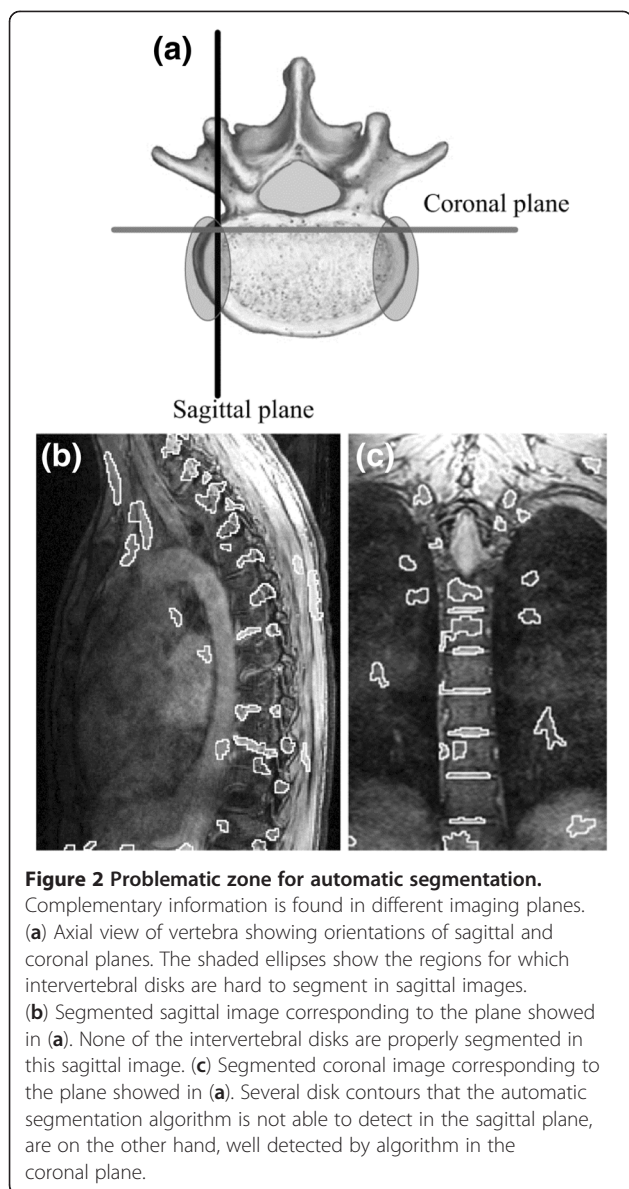 (a)
Coronal plane
Sagittal plane
(b)
(c)
Figure 2 Problematic zone for automatic segmentation.
Complementary information is found in different imaging planes.
(a) Axial view of vertebra showing orientations of sagittal and
coronal planes. The shaded ellipses show the regions for which
intervertebral disks are hard to segment in sagittal images.
(b) Segmented sagittal image corresponding to the plane showed
in (a). None of the intervertebral disks are properly segmented in
this sagittal image. (c) Segmented coronal image corresponding to
the plane showed in (a). Several disk contours that the automatic
segmentation algorithm is not able to detect in the sagittal plane,
are on the other hand, well detected by algorithm in the
coronal plane.